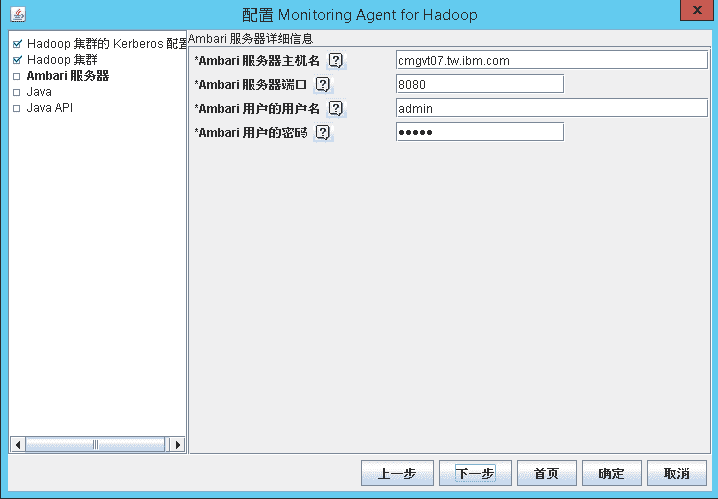 配置 Monitoring Agent for Hadoop
x
Hadoop 集群的 Kerberos 配置
Hadoop 集群
Ambari 服务器
Java
Java API
Ambari 服务器详细信息
*Ambari 服务器主机名 ? cmgvt07.tw.ibm.com
*Ambari 服务器端口 ? 8080
*Ambari 用户的用户名 ? admin
*Ambari 用户的密码 ? ●●●●●
上一步 下一步 首页 确定 取消